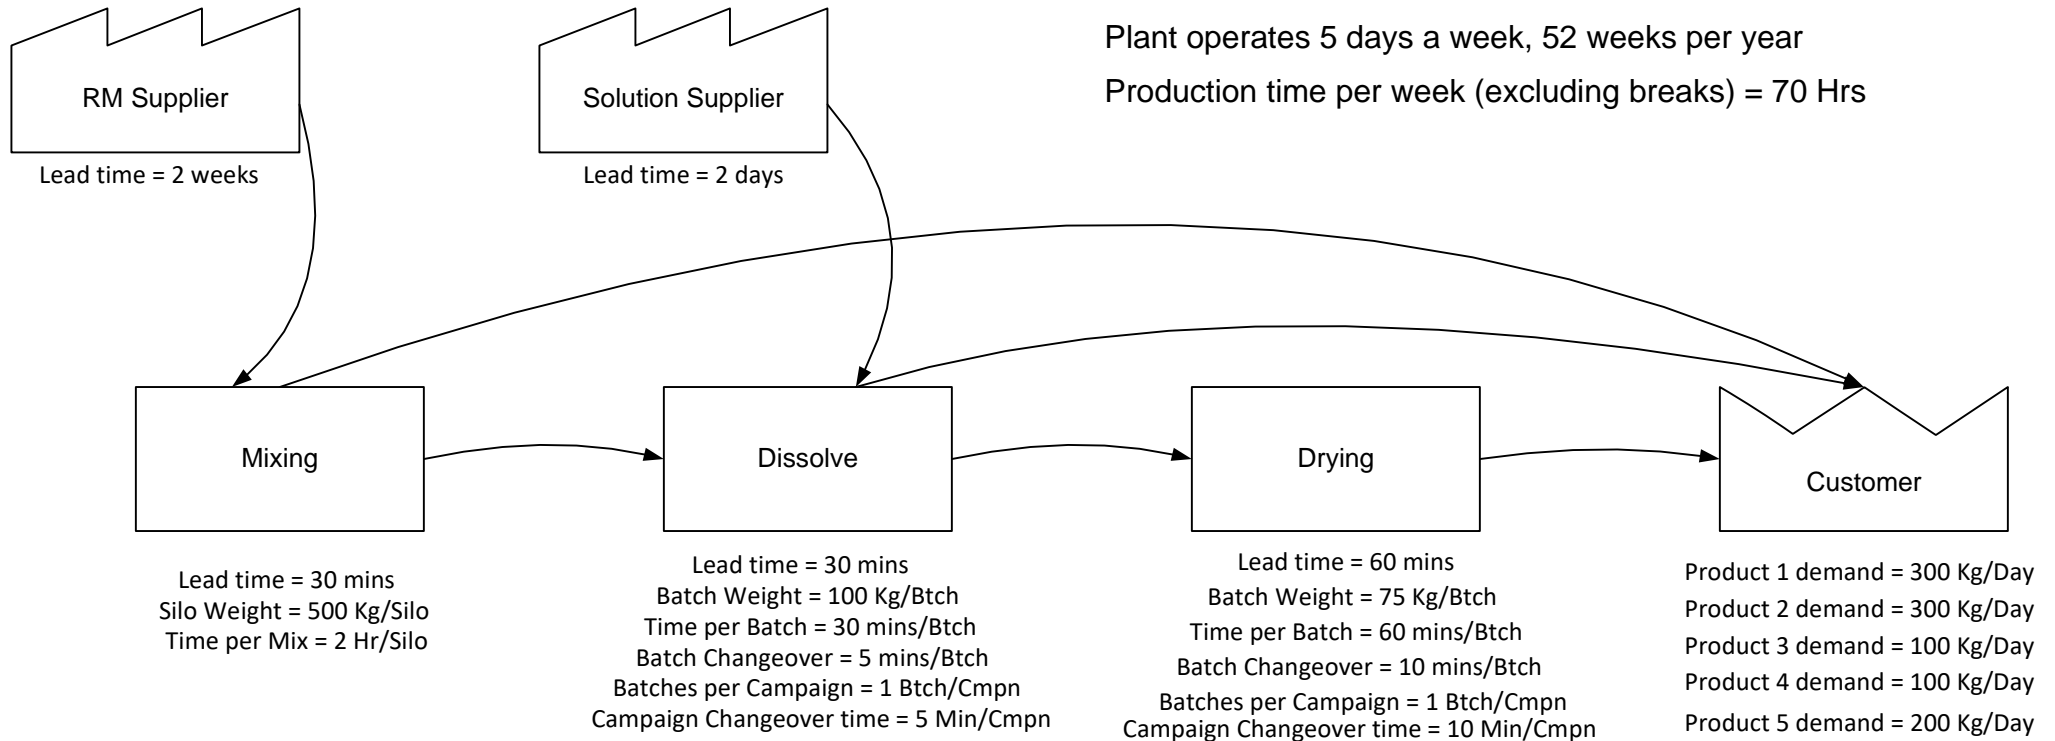 Plant operates 5 days a week, 52 weeks per year
Production time per week (excluding breaks) = 70 Hrs
RM Supplier
Lead time = 2 weeks
Solution Supplier
Lead time = 2 days
Mixing
Lead time = 30 mins
Silo Weight = 500 Kg/Silo
Time per Mix = 2 Hr/Silo
Dissolve
Lead time = 30 mins
Batch Weight = 100 Kg/Btch
Time per Batch = 30 mins/Btch
Batch Changeover = 5 mins/Btch
Batches per Campaign = 1 Btch/Cmpn
Campaign Changeover time = 5 Min/Cmpn
Drying
Lead time = 60 mins
Batch Weight = 75 Kg/Btch
Time per Batch = 60 mins/Btch
Batch Changeover = 10 mins/Btch
Batches per Campaign = 1 Btch/Cmpn
Campaign Changeover time = 10 Min/Cmpn
Customer
Product 1 demand = 300 Kg/Day
Product 2 demand = 300 Kg/Day
Product 3 demand = 100 Kg/Day
Product 4 demand = 100 Kg/Day
Product 5 demand = 200 Kg/Day